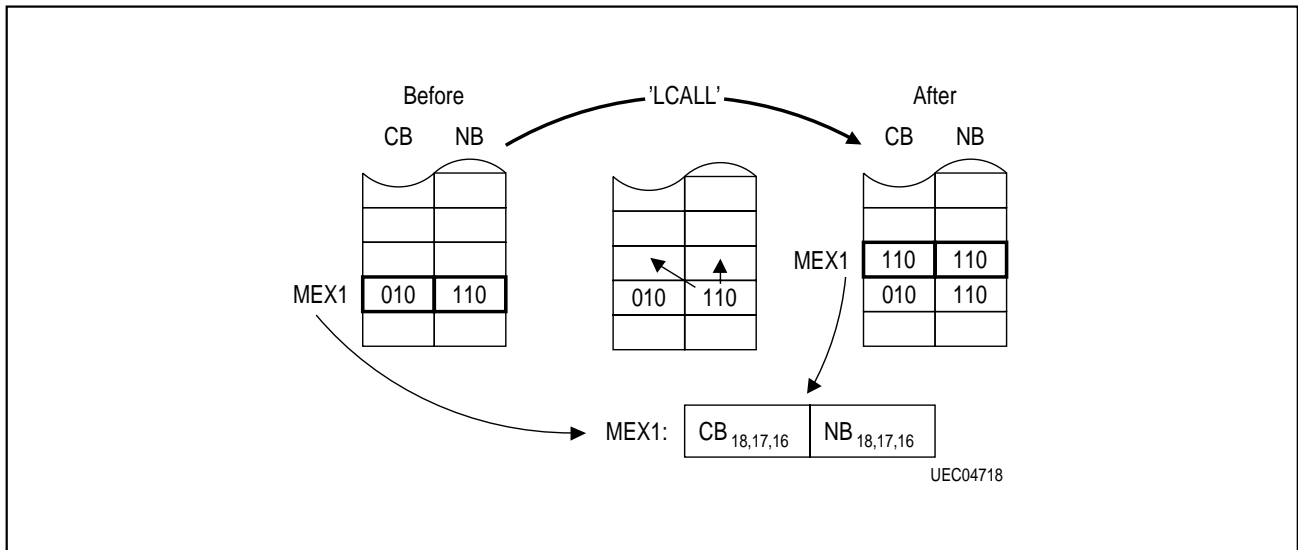 Before 'LCALL' After
CB NB CB NB
MEX1 110 110
010 110
MEX1 010 110
010 110
MEX1: CB 18,17,16 NB 18,17,16
UEC04718